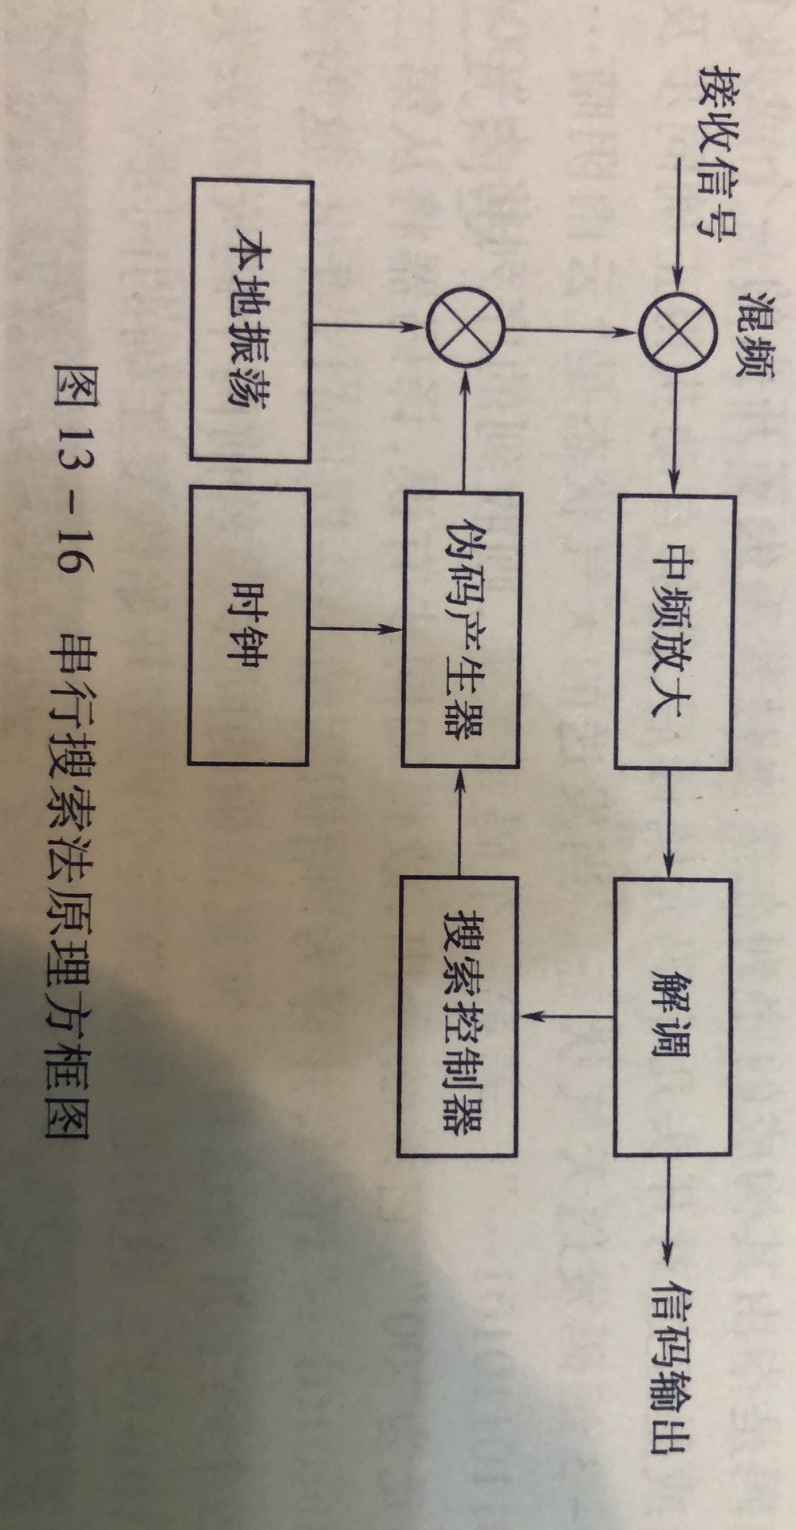 混频
接收信号
中频放大
解调
信码输出
伪码产生器
搜索控制器
本地振荡
时钟
图 13-16 串行搜索法原理方框图